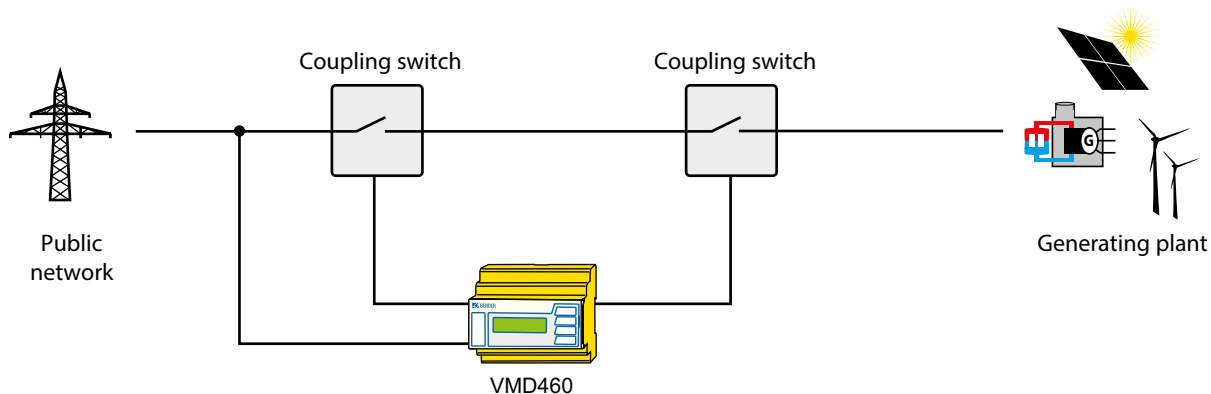 Coupling switch
Coupling switch
G
Public
network
Generating plant
BENDER
VMD460